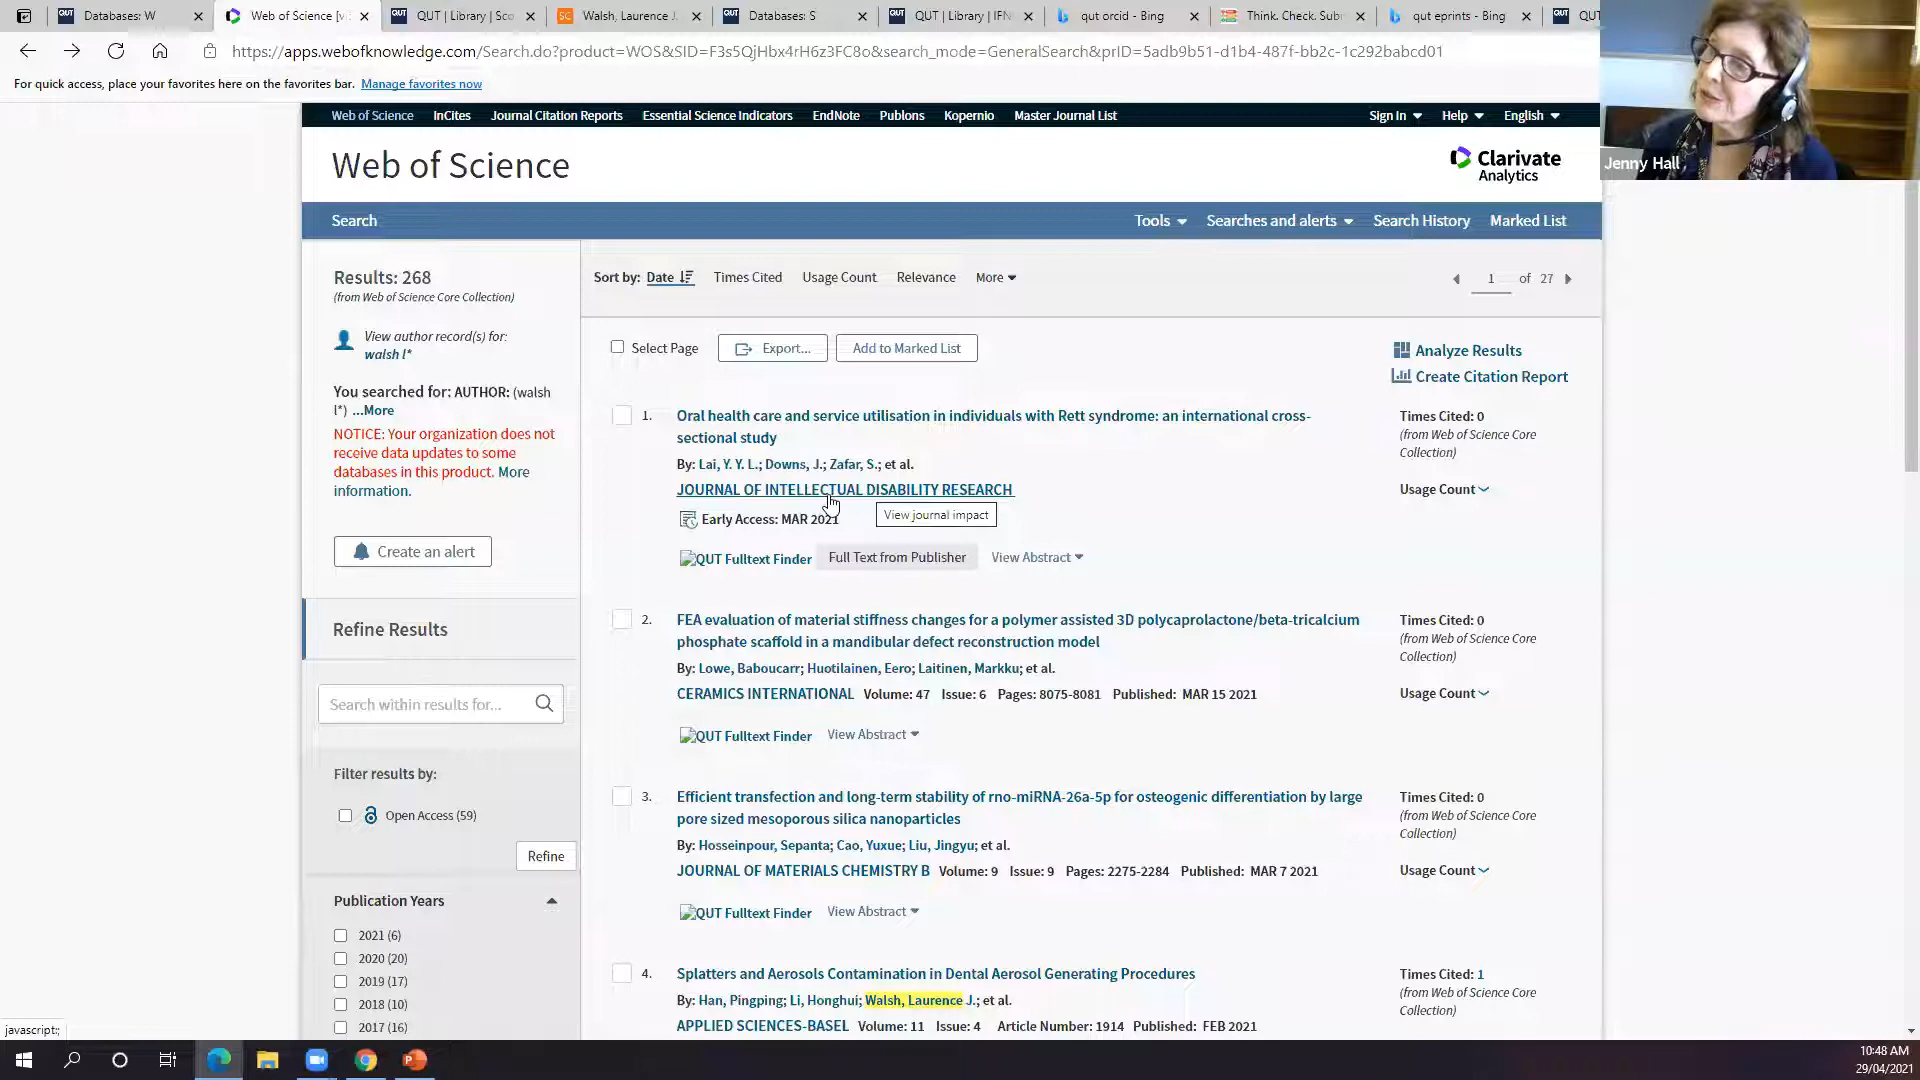 Databases: W
Web of Science [v
QUT | Library | Sco
Walsh, Laurence J.
Databases: S
QUT | Library | IFN
qut orcid - Bing
Think. Check. Sub
qut eprints - Bing
QUT
https://apps.webofknowledge.com/Search.do?product=WOS&SID=F3s5QjHbx4rH6z3FC8o&search_mode=GeneralSearch&prID=5adb9b51-d1b4-487f-bb2c-1c292babcd01
For quick access, place your favorites here on the favorites bar. Manage favorites now
Web of Science InCites Journal Citation Reports Essential Science Indicators EndNote Publons Kopernio Master Journal List Sign In Help English
Jenny Hall
Web of Science
Clarivate
Analytics
Search Tools Searches and alerts Search History Marked List
Results: 268
(from Web of Science Core Collection)
View author record(s) for:
walsh l*
You searched for: AUTHOR: (walsh
l*) ...More
NOTICE: Your organization does not
receive data updates to some
databases in this product. More
information.
Create an alert
Refine Results
Search within results for...
Filter results by:
Open Access (59)
Refine
Publication Years
2021 (6)
2020 (20)
2019 (17)
2018 (10)
2017 (16)
Sort by: Date Times Cited Usage Count Relevance More
1 of 27
Select Page Export... Add to Marked List
Analyze Results
Create Citation Report
1. Oral health care and service utilisation in individuals with Rett syndrome: an international cross-
sectional study
By: Lai, Y. Y. L.; Downs, J.; Zafar, S.; et al.
JOURNAL OF INTELLECTUAL DISABILITY RESEARCH
Early Access: MAR 2021
View journal impact
QUT Fulltext Finder Full Text from Publisher View Abstract
Times Cited: 0
(from Web of Science Core
Collection)
Usage Count
2. FEA evaluation of material stiffness changes for a polymer assisted 3D polycaprolactone/beta-tricalcium
phosphate scaffold in a mandibular defect reconstruction model
By: Lowe, Baboucarr; Huotilainen, Eero; Laitinen, Markku; et al.
CERAMICS INTERNATIONAL Volume: 47 Issue: 6 Pages: 8075-8081 Published: MAR 15 2021
QUT Fulltext Finder View Abstract
Times Cited: 0
(from Web of Science Core
Collection)
Usage Count
3. Efficient transfection and long-term stability of rno-miRNA-26a-5p for osteogenic differentiation by large
pore sized mesoporous silica nanoparticles
By: Hosseinpour, Sepanta; Cao, Yuxue; Liu, Jingyu; et al.
JOURNAL OF MATERIALS CHEMISTRY B Volume: 9 Issue: 9 Pages: 2275-2284 Published: MAR 7 2021
QUT Fulltext Finder View Abstract
Times Cited: 0
(from Web of Science Core
Collection)
Usage Count
4. Splatters and Aerosols Contamination in Dental Aerosol Generating Procedures
By: Han, Pingping; Li, Honghui; Walsh, Laurence J.; et al.
APPLIED SCIENCES-BASEL Volume: 11 Issue: 4 Article Number: 1914 Published: FEB 2021
Times Cited: 1
(from Web of Science Core
Collection)
javascript:;
10:48 AM
29/04/2021